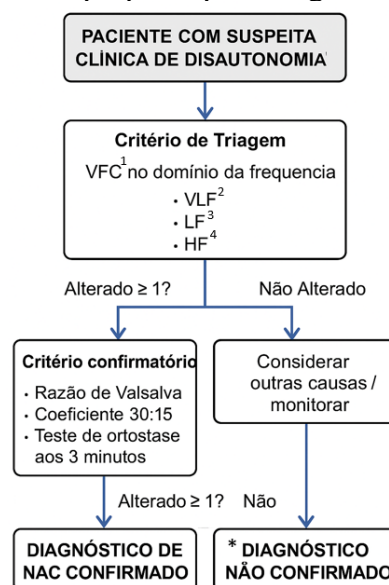 PACIENTE COM SUSPEITA
CLÍNICA DE DISAUTONOMIA
Critério de Triagem
VFC¹ no domínio da frequencia
· VLF²
· LF³
· HF⁴
Alterado ≥ 1? Não Alterado
Critério confirmatório
· Razão de Valsalva
· Coeficiente 30:15
· Teste de ortostase
aos 3 minutos
Considerar
outras causas /
monitorar
Alterado ≥ 1? Não
DIAGNÓSTICO DE
NAC CONFIRMADO
* DIAGNÓSTICO
NÃO CONFIRMADO